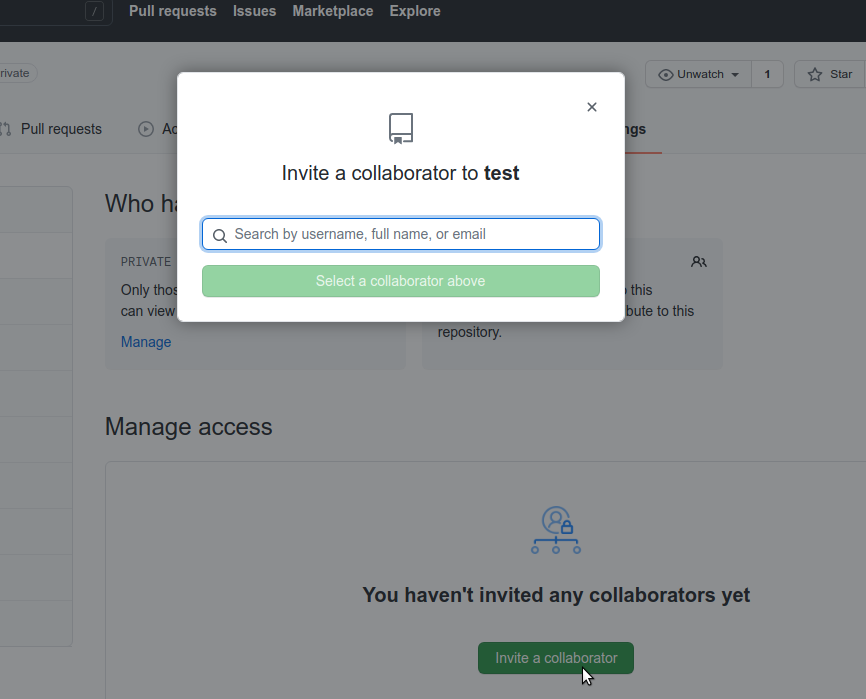 / Pull requests Issues Marketplace Explore
rivate
Unwatch 1 Star
Pull requests
ngs
Invite a collaborator to test
Search by username, full name, or email
Select a collaborator above
Who ha
PRIVATE
Only thos
can view
Manage
this
bute to this
repository.
Manage access
You haven't invited any collaborators yet
Invite a collaborator